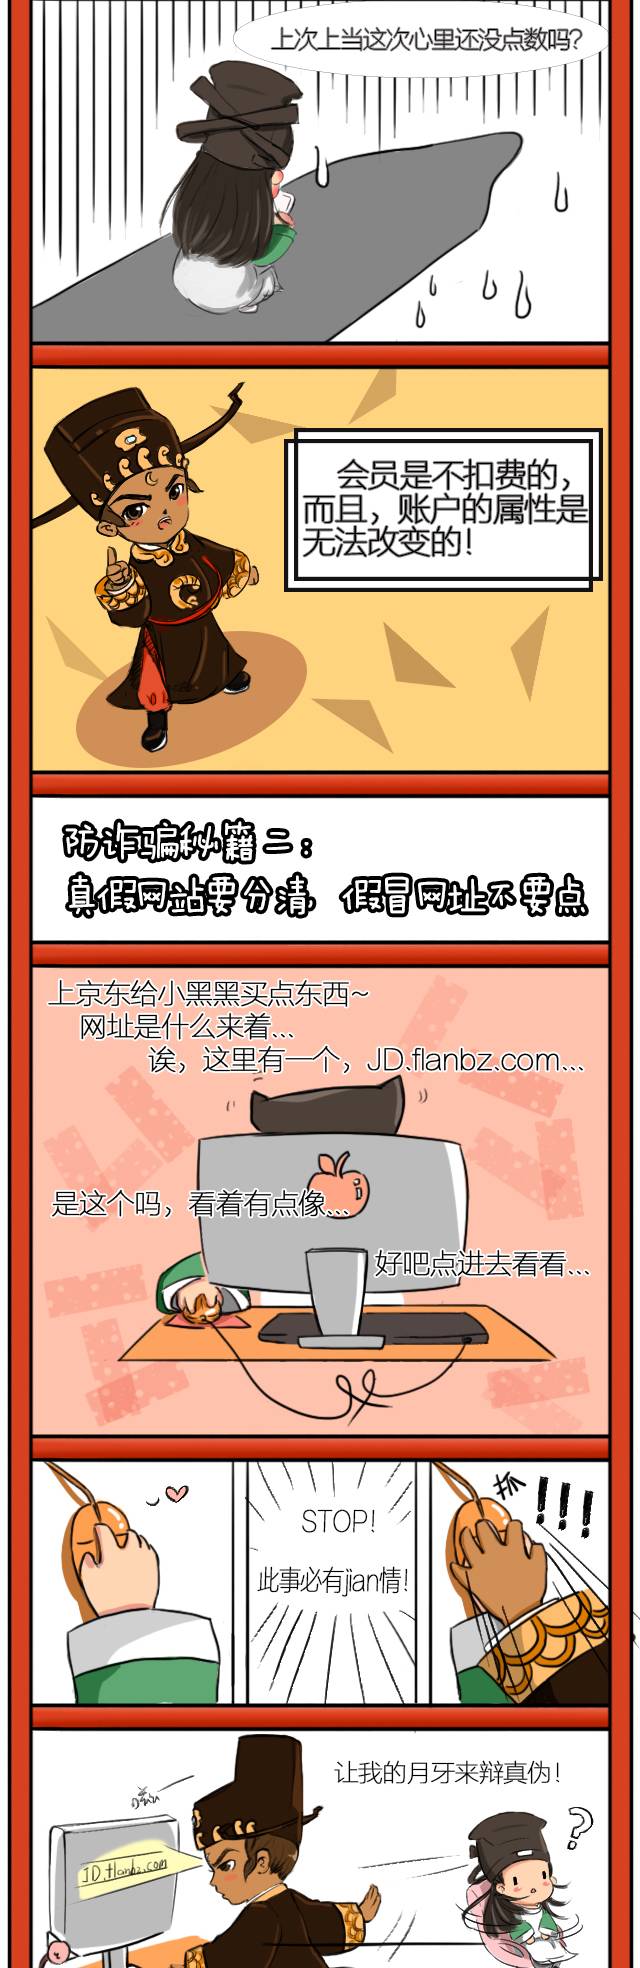 上次上当这次心里还没点数吗？
会员是不扣费的，
而且，账户的属性是
无法改变的！
防诈骗秘籍二：
真假网站要分清，假冒网址不要点
上京东给小黑黑买点东西~
网址是什么来着...
诶，这里有一个，JD.flanbz.com...
是这个吗，看着有点像...
好吧点进去看看...
STOP!
此事必有jian情！
抓
!!!
让我的月牙来辩真伪！
?
JD.flanbz.com